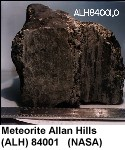 ALH84001,0
Meteorite Allan Hills
(ALH) 84001 (NASA)